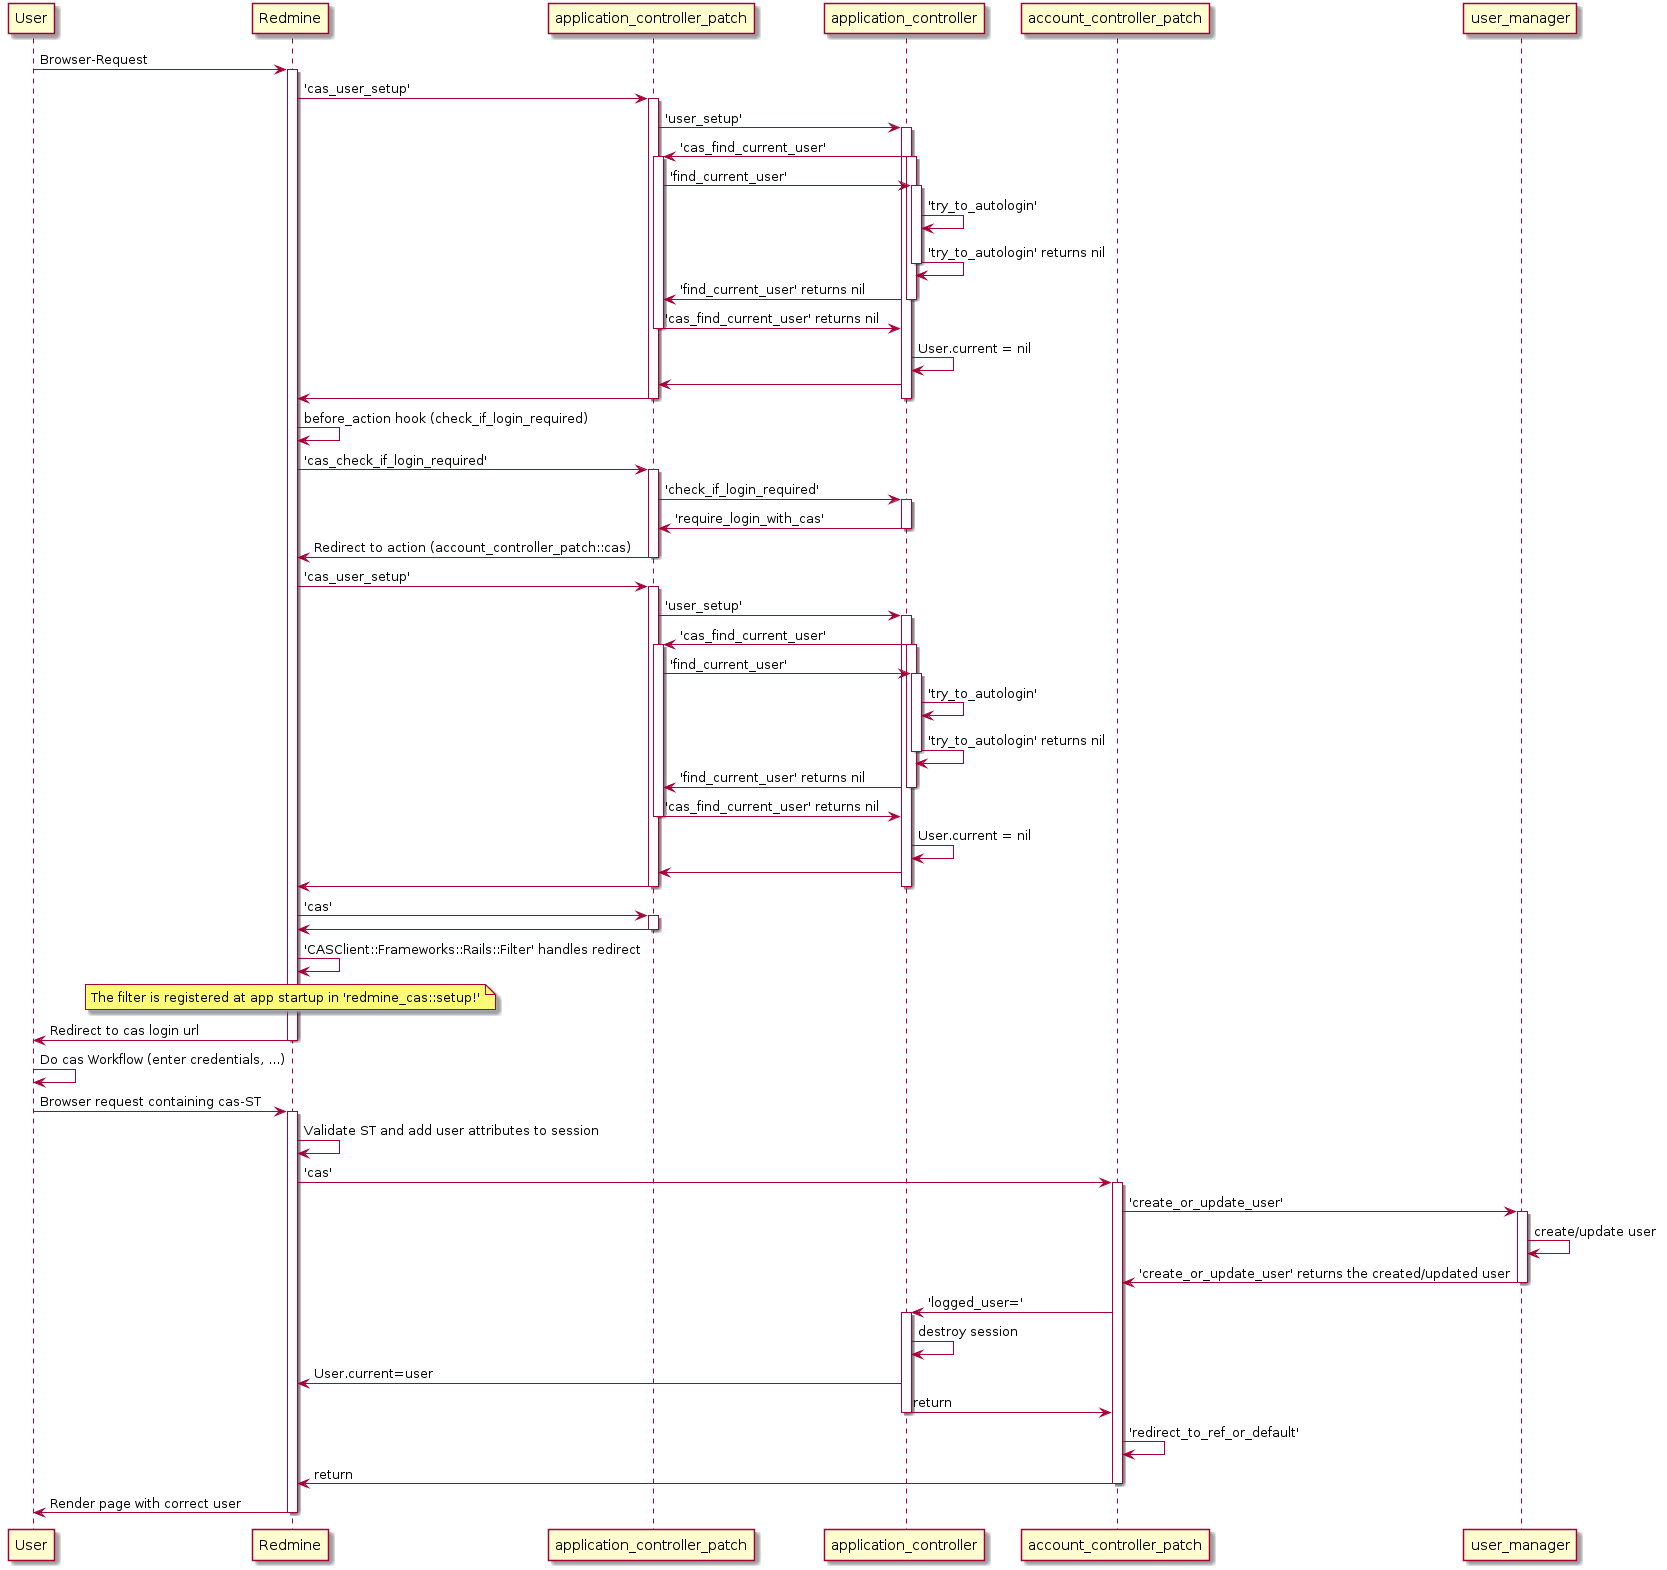 User
Redmine
application_controller_patch
application_controller
account_controller_patch
user_manager
Browser-Request
'cas_user_setup'
'user_setup'
'cas_find_current_user'
'find_current_user'
'try_to_autologin'
'try_to_autologin' returns nil
'find_current_user' returns nil
'cas_find_current_user' returns nil
User.current = nil
before_action hook (check_if_login_required)
'cas_check_if_login_required'
'check_if_login_required'
'require_login_with_cas'
Redirect to action (account_controller_patch::cas)
'cas_user_setup'
'user_setup'
'cas_find_current_user'
'find_current_user'
'try_to_autologin'
'try_to_autologin' returns nil
'find_current_user' returns nil
'cas_find_current_user' returns nil
User.current = nil
'cas'
'CASClient::Frameworks::Rails::Filter' handles redirect
The filter is registered at app startup in 'redmine_cas::setup!'
Redirect to cas login url
Do cas Workflow (enter credentials, ...)
Browser request containing cas-ST
Validate ST and add user attributes to session
'cas'
'create_or_update_user'
create/update user
'create_or_update_user' returns the created/updated user
'logged_user='
destroy session
User.current=user
return
'redirect_to_ref_or_default'
return
Render page with correct user
User
Redmine
application_controller_patch
application_controller
account_controller_patch
user_manager